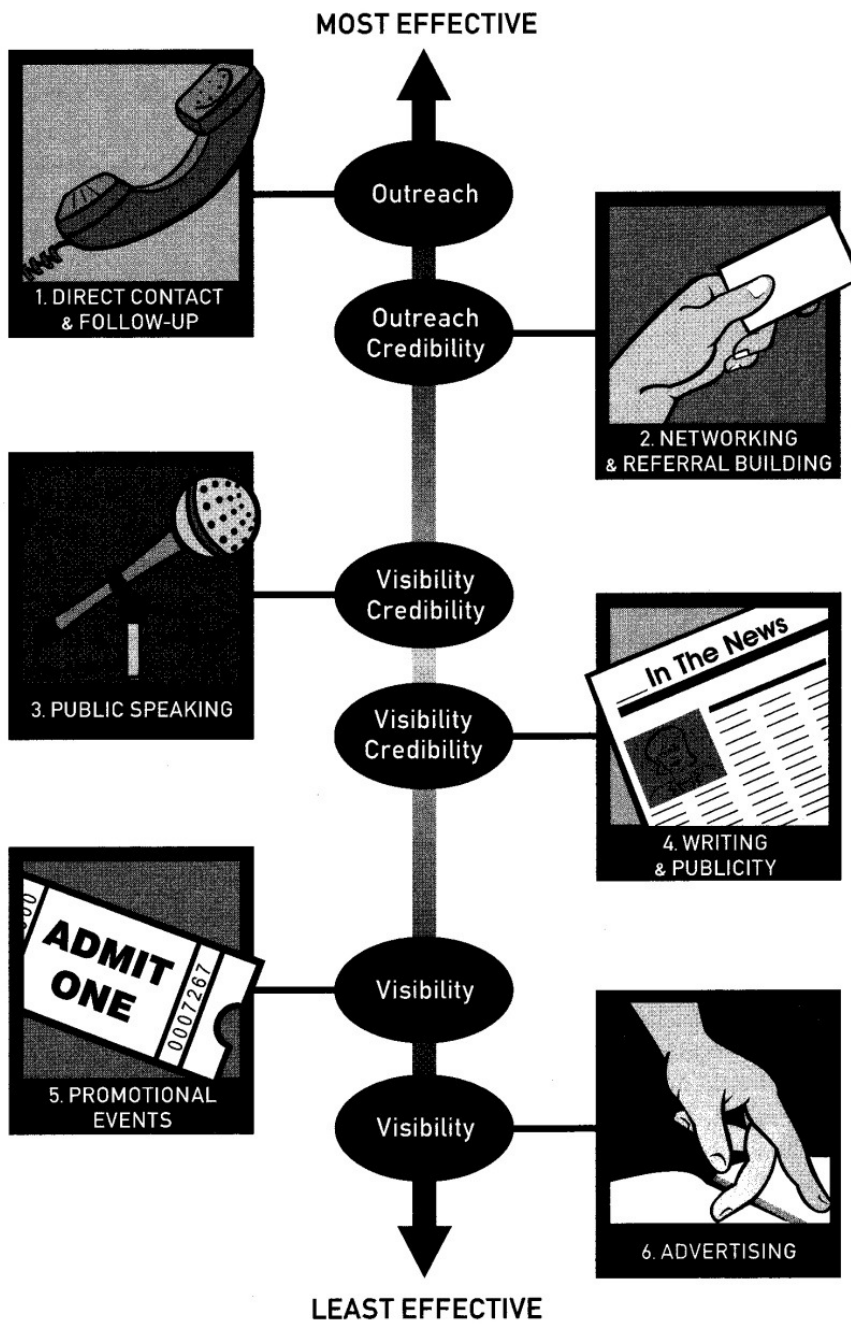 MOST EFFECTIVE
Outreach
1. DIRECT CONTACT
& FOLLOW-UP
Outreach
Credibility
2. NETWORKING
& REFERRAL BUILDING
Visibility
Credibility
3. PUBLIC SPEAKING
In The News
Visibility
Credibility
4. WRITING
& PUBLICITY
000
ADMIT
ONE
0007267
Visibility
5. PROMOTIONAL
EVENTS
Visibility
6. ADVERTISING
LEAST EFFECTIVE